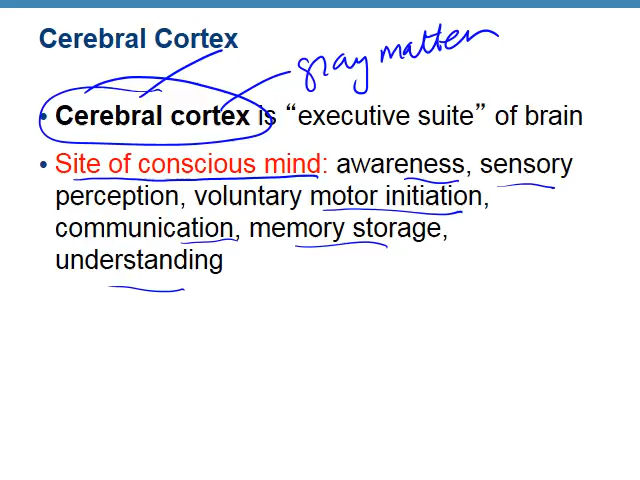 Cerebral Cortex
gray matter
• Cerebral cortex is “executive suite” of brain
• Site of conscious mind: awareness, sensory
perception, voluntary motor initiation,
communication, memory storage,
understanding